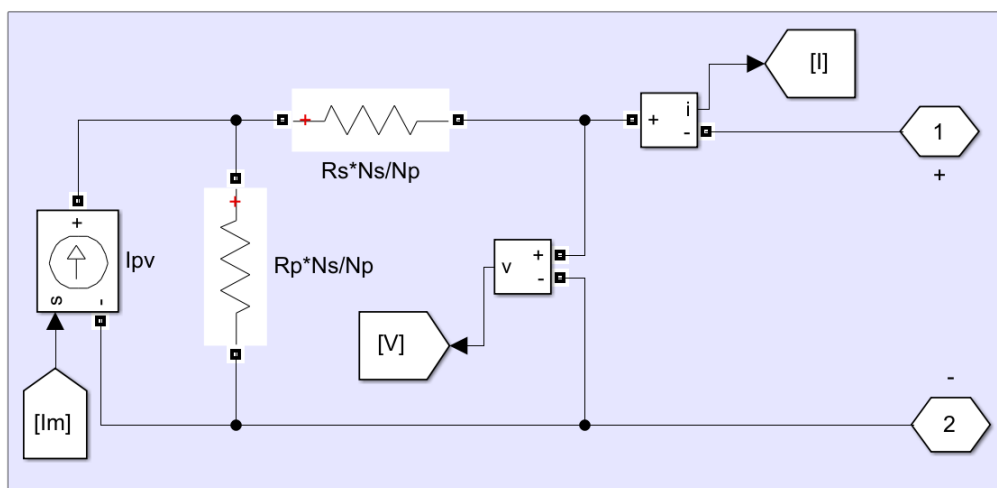 [I]
+
i
-
1
+
Rs*Ns/Np
+
+
+
Ipv
s
-
Rp*Ns/Np
v
+
-
[V]
[Im]
-
2